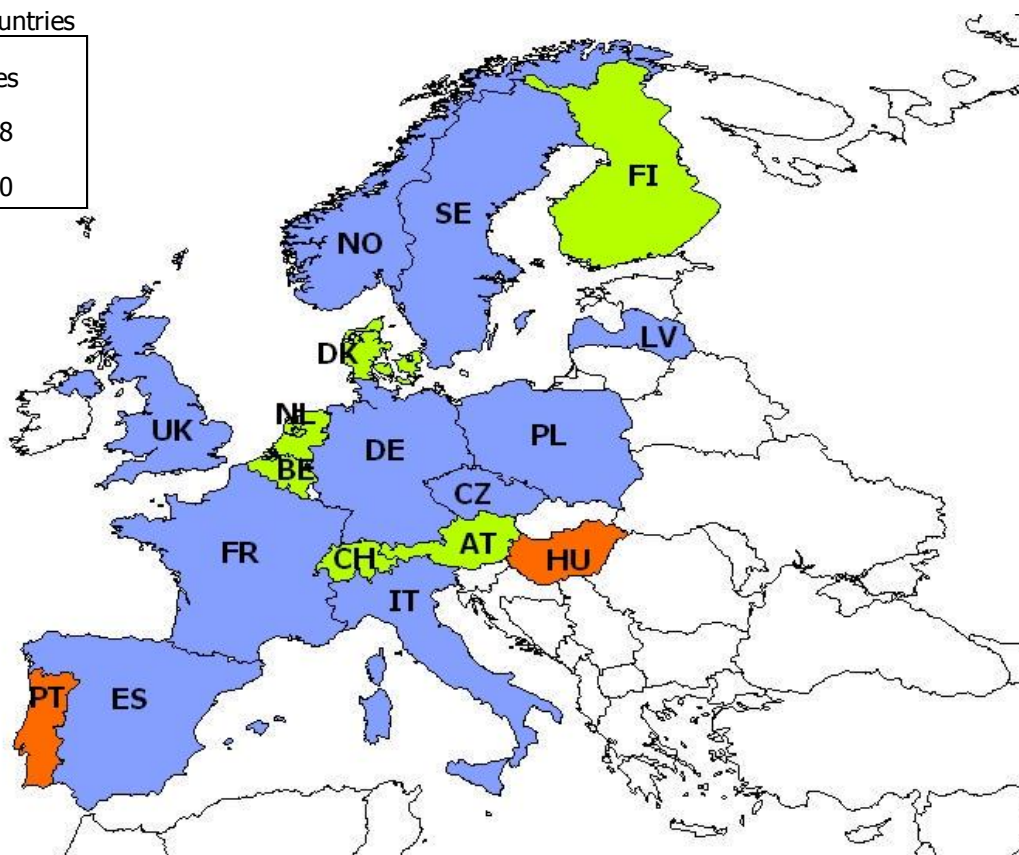 untries
es
8
0
FI
SE
NO
LV
DK
NL
UK
DE
PL
BE
CZ
FR
CH
AT
HU
IT
PT
ES